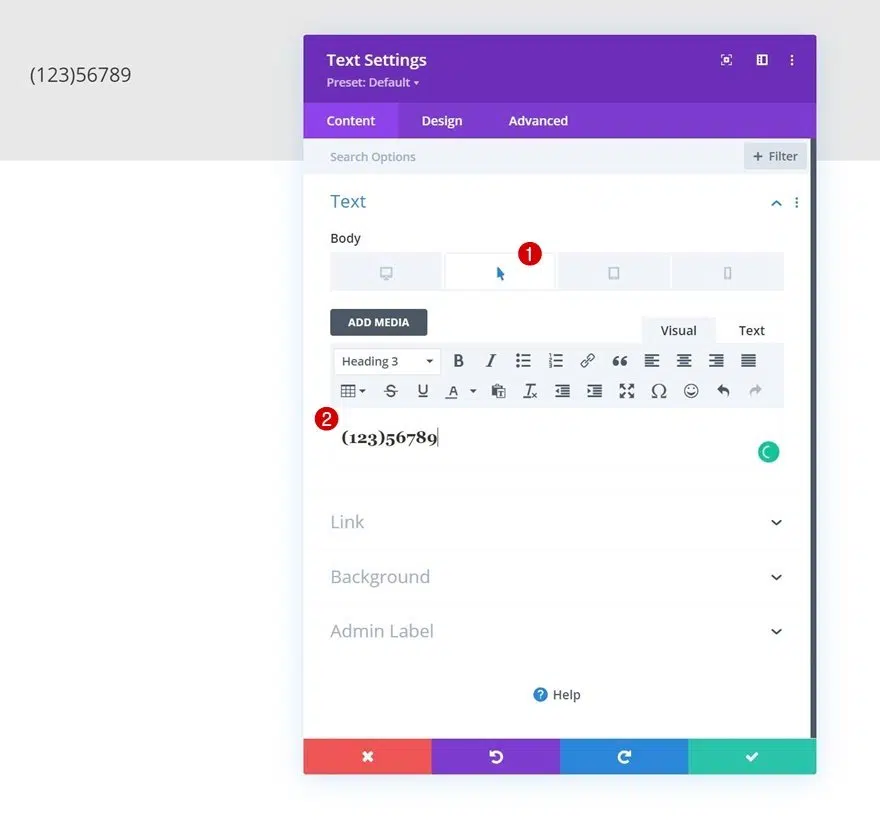 (123)56789
Text Settings
Preset: Default
Content Design Advanced
Search Options + Filter
Text
Body
1
ADD MEDIA
Visual Text
Heading 3 B I
S U A Ω
2
(123)56789
Link
Background
Admin Label
? Help